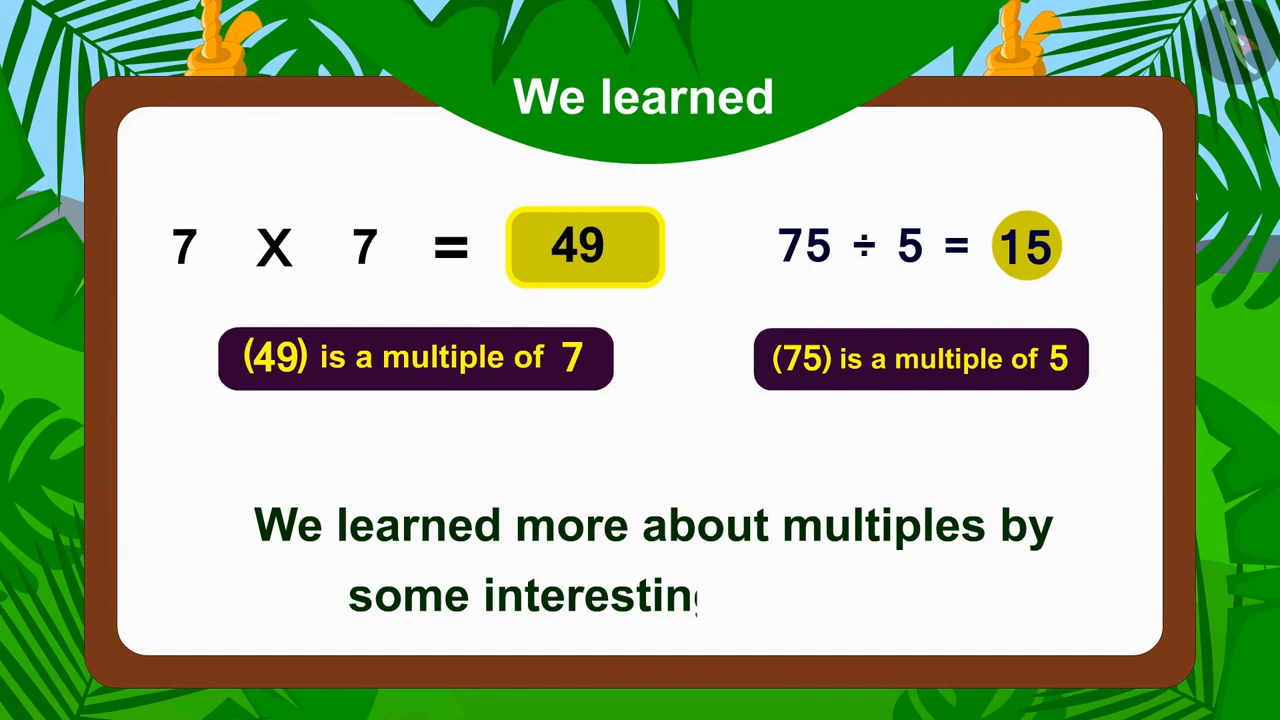 We learned
7 X 7 = 49
75 ÷ 5 = 15
(49) is a multiple of 7
(75) is a multiple of 5
We learned more about multiples by
some